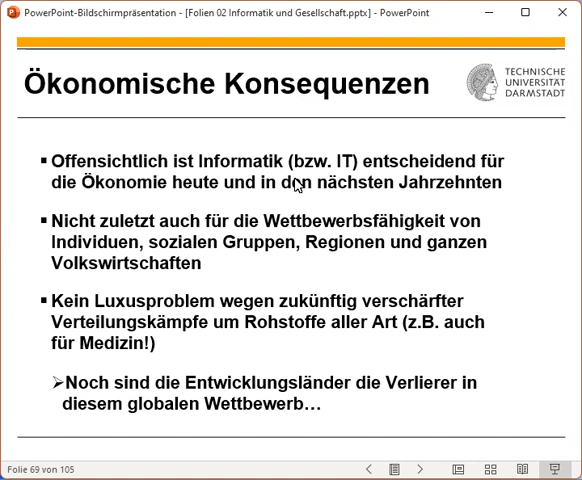 PowerPoint-Bildschirmpräsentation - [Folien 02 Informatik und Gesellschaft.pptx] - PowerPoint
Ökonomische Konsequenzen
TECHNISCHE
UNIVERSITÄT
DARMSTADT
▪ Offensichtlich ist Informatik (bzw. IT) entscheidend für
die Ökonomie heute und in den nächsten Jahrzehnten
▪ Nicht zuletzt auch für die Wettbewerbsfähigkeit von
Individuen, sozialen Gruppen, Regionen und ganzen
Volkswirtschaften
▪ Kein Luxusproblem wegen zukünftig verschärfter
Verteilungskämpfe um Rohstoffe aller Art (z.B. auch
für Medizin!)
➢Noch sind die Entwicklungsländer die Verlierer in
diesem globalen Wettbewerb…
Folie 69 von 105